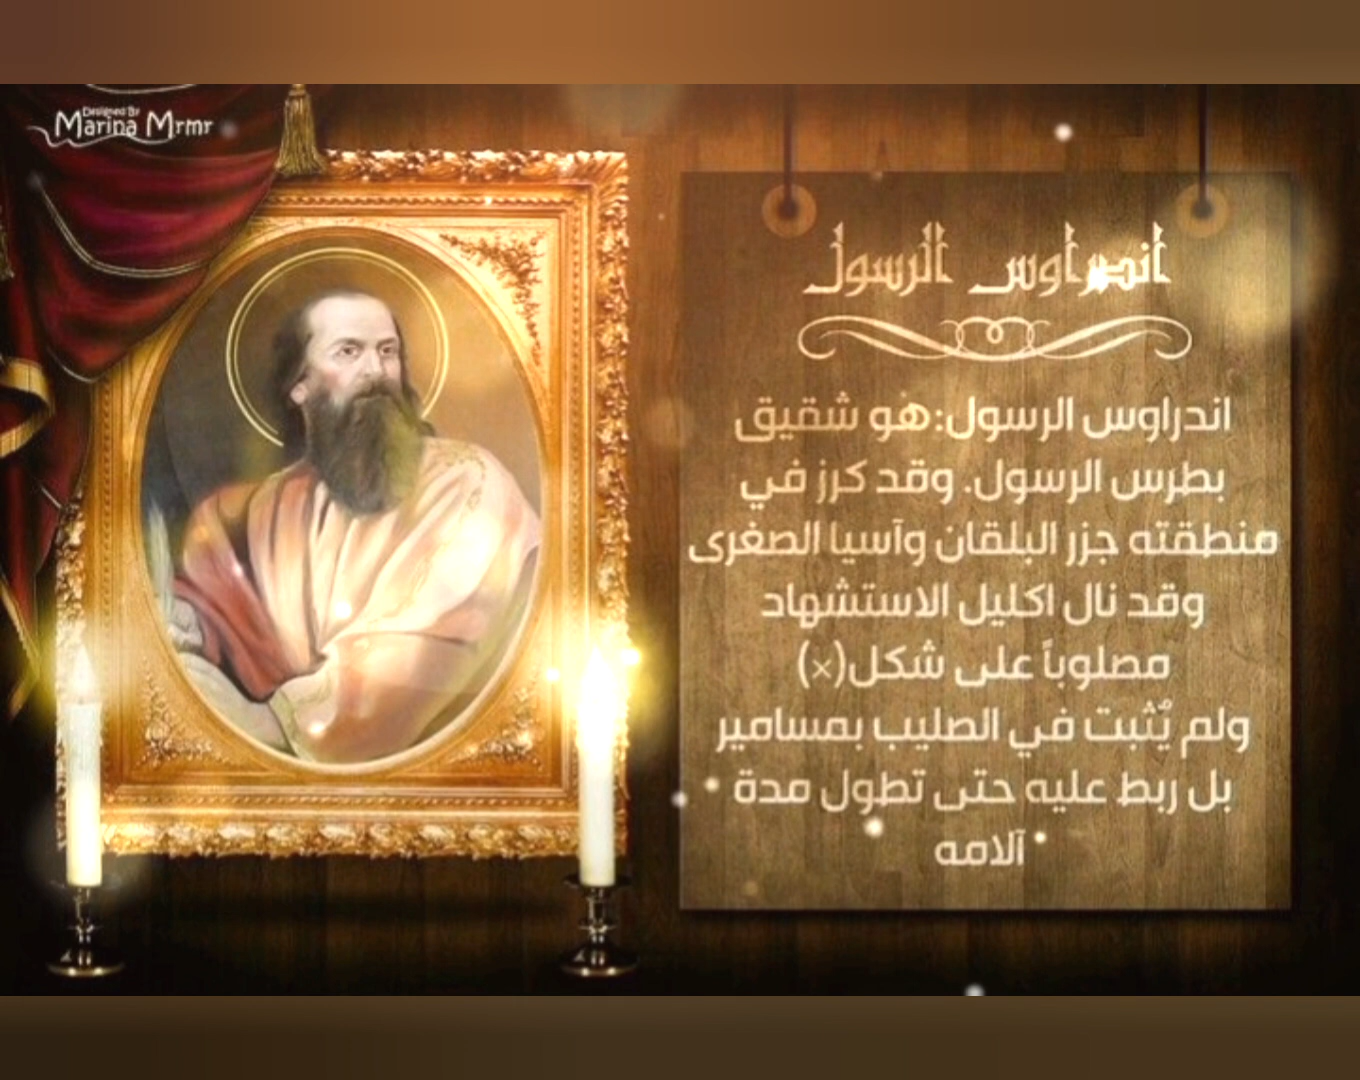 Designed By
Marina Mrmr
اندراوس الرسول
اندراوس الرسول:هو شقيق
بطرس الرسول. وقد كرز في
منطقته جزر البلقان وآسيا الصغرى
وقد نال اكليل الاستشهاد
مصلوباً على شكل(×)
ولم يُثبت في الصليب بمسامير
بل ربط عليه حتى تطول مدة
آلامه